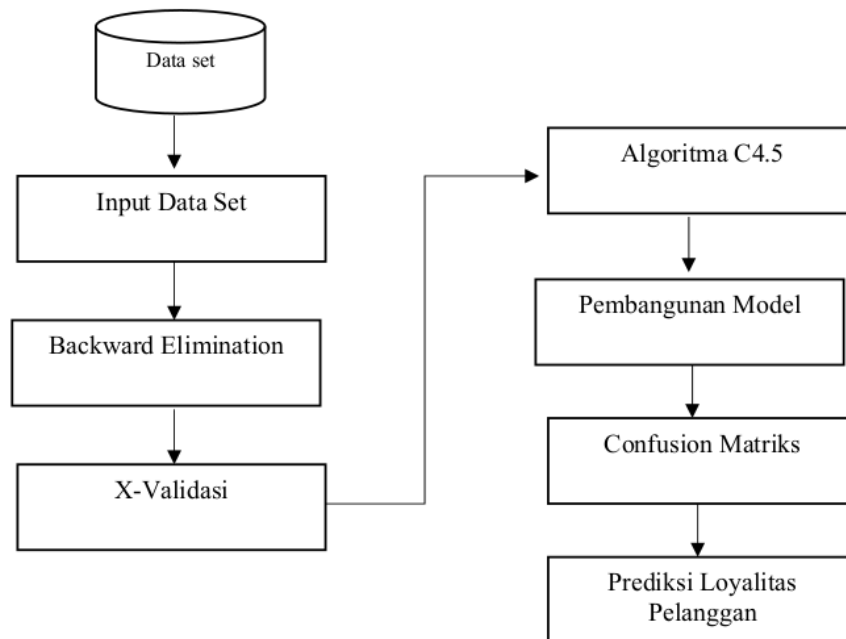 Data set
Input Data Set
Backward Elimination
X-Validasi
Algoritma C4.5
Pembangunan Model
Confusion Matriks
Prediksi Loyalitas
Pelanggan